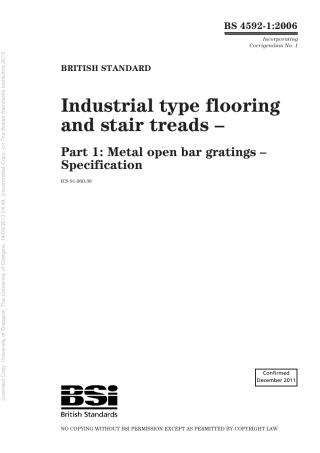 BS 4592-1:2006
Incorporating
Corrigendum No. 1
BRITISH STANDARD
Industrial type flooring
and stair treads –
Part 1: Metal open bar gratings –
Specification
ICS 91.060.30
Confirmed
December 2011
BSi
British Standards
NO COPYING WITHOUT BSI PERMISSION EXCEPT AS PERMITTED BY COPYRIGHT LAW
Licensed Copy: University of Glasgow, The University of Glasgow, 14/03/2013 04:48, Uncontrolled Copy, (c) The British Standards Institution 2013